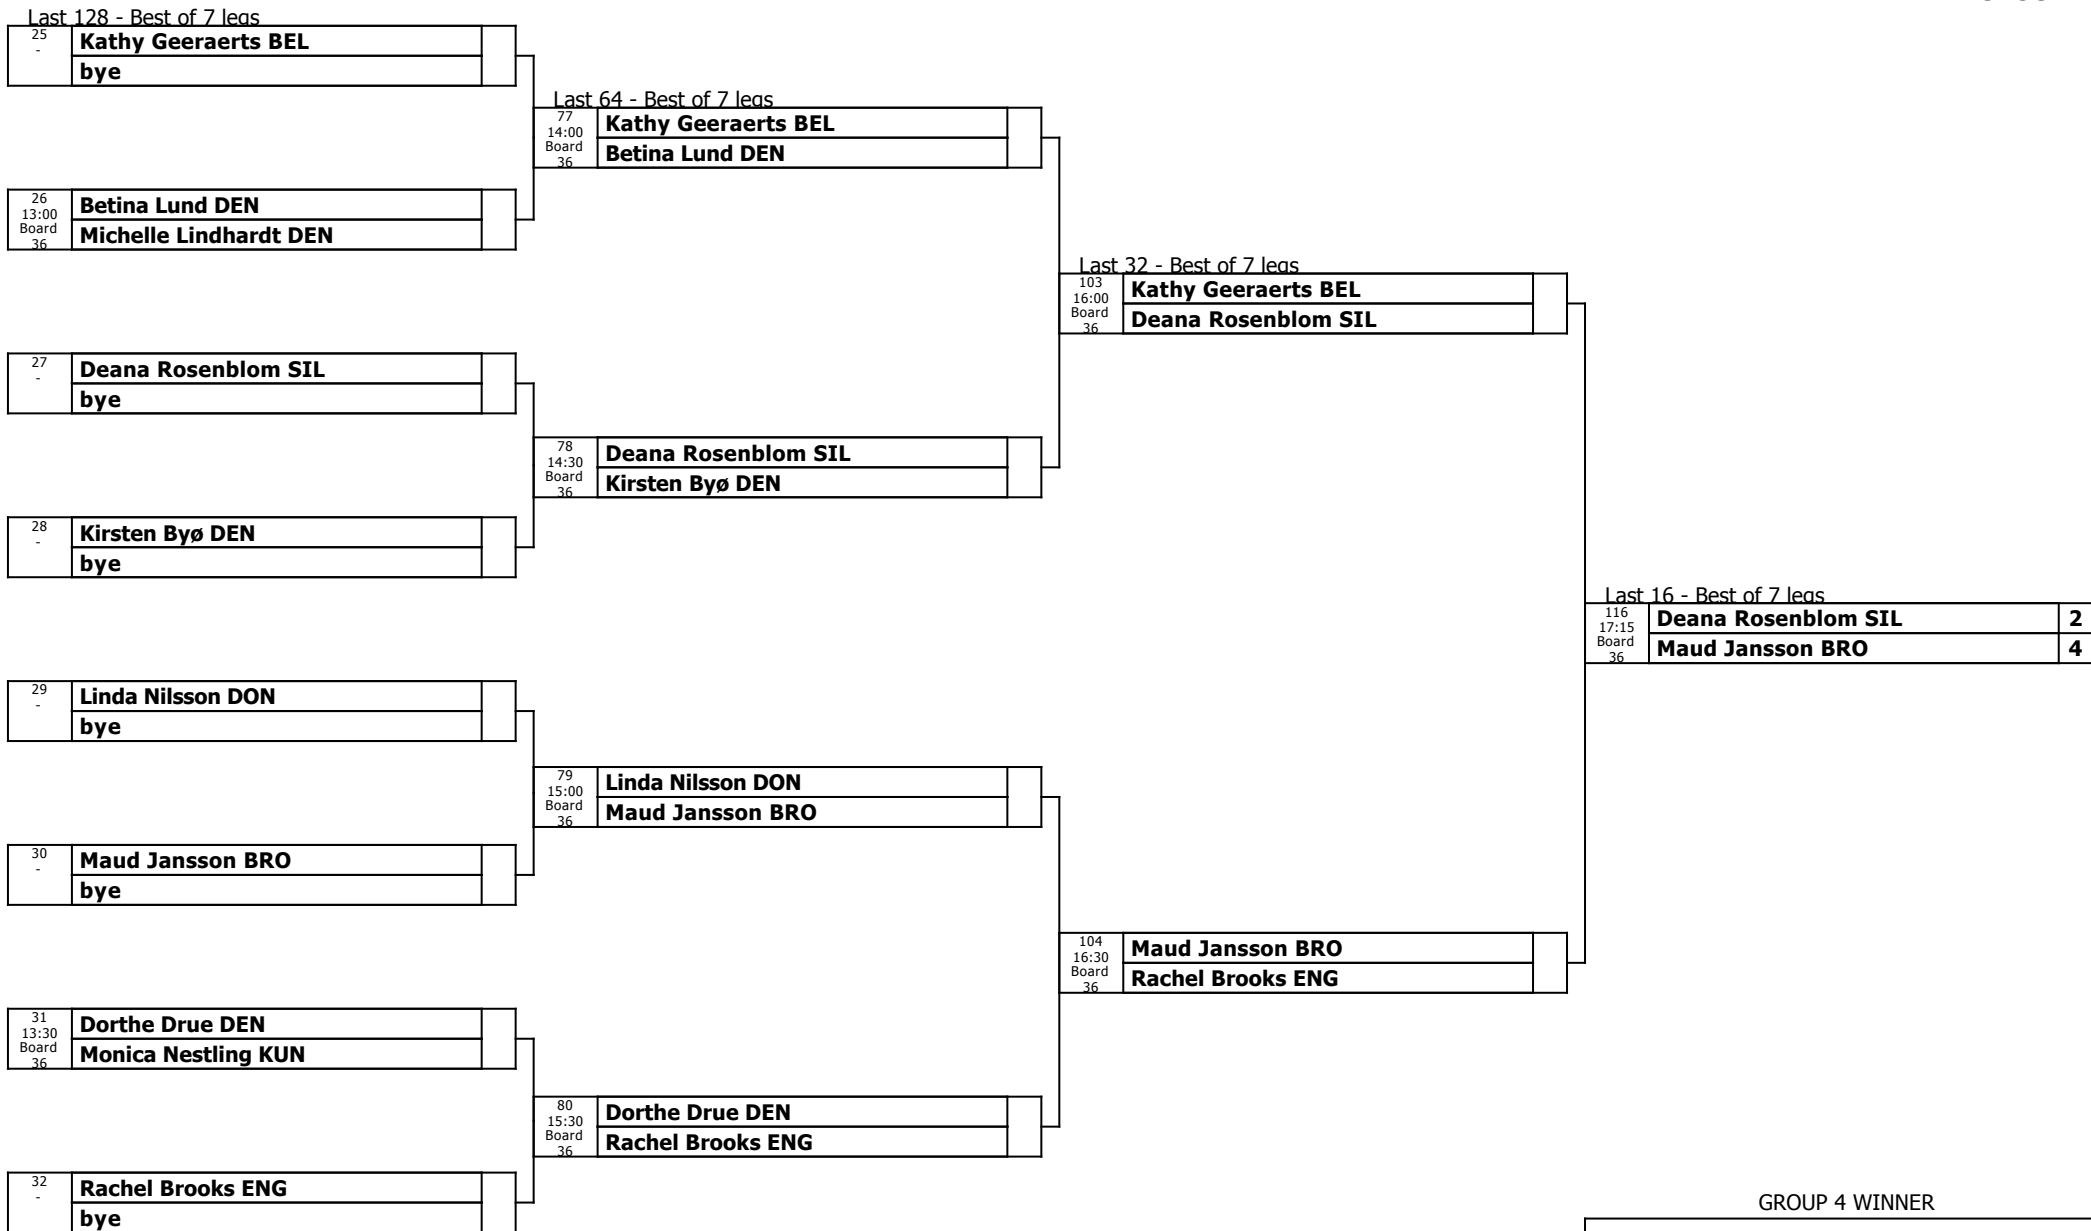 Last 128 - Best of 7 legs
25
-
Kathy Geeraerts BEL
bye
Last 64 - Best of 7 legs
77
14:00
Board
36
Kathy Geeraerts BEL
Betina Lund DEN
26
13:00
Board
36
Betina Lund DEN
Michelle Lindhardt DEN
Last 32 - Best of 7 legs
103
16:00
Board
36
Kathy Geeraerts BEL
Deana Rosenblom SIL
27
-
Deana Rosenblom SIL
bye
78
14:30
Board
36
Deana Rosenblom SIL
Kirsten Byø DEN
28
-
Kirsten Byø DEN
bye
Last 16 - Best of 7 legs
116
17:15
Board
36
Deana Rosenblom SIL 2
Maud Jansson BRO 4
29
-
Linda Nilsson DON
bye
79
15:00
Board
36
Linda Nilsson DON
Maud Jansson BRO
30
-
Maud Jansson BRO
bye
104
16:30
Board
36
Maud Jansson BRO
Rachel Brooks ENG
31
13:30
Board
36
Dorthe Drue DEN
Monica Nestling KUN
80
15:30
Board
36
Dorthe Drue DEN
Rachel Brooks ENG
32
-
Rachel Brooks ENG
bye
GROUP 4 WINNER